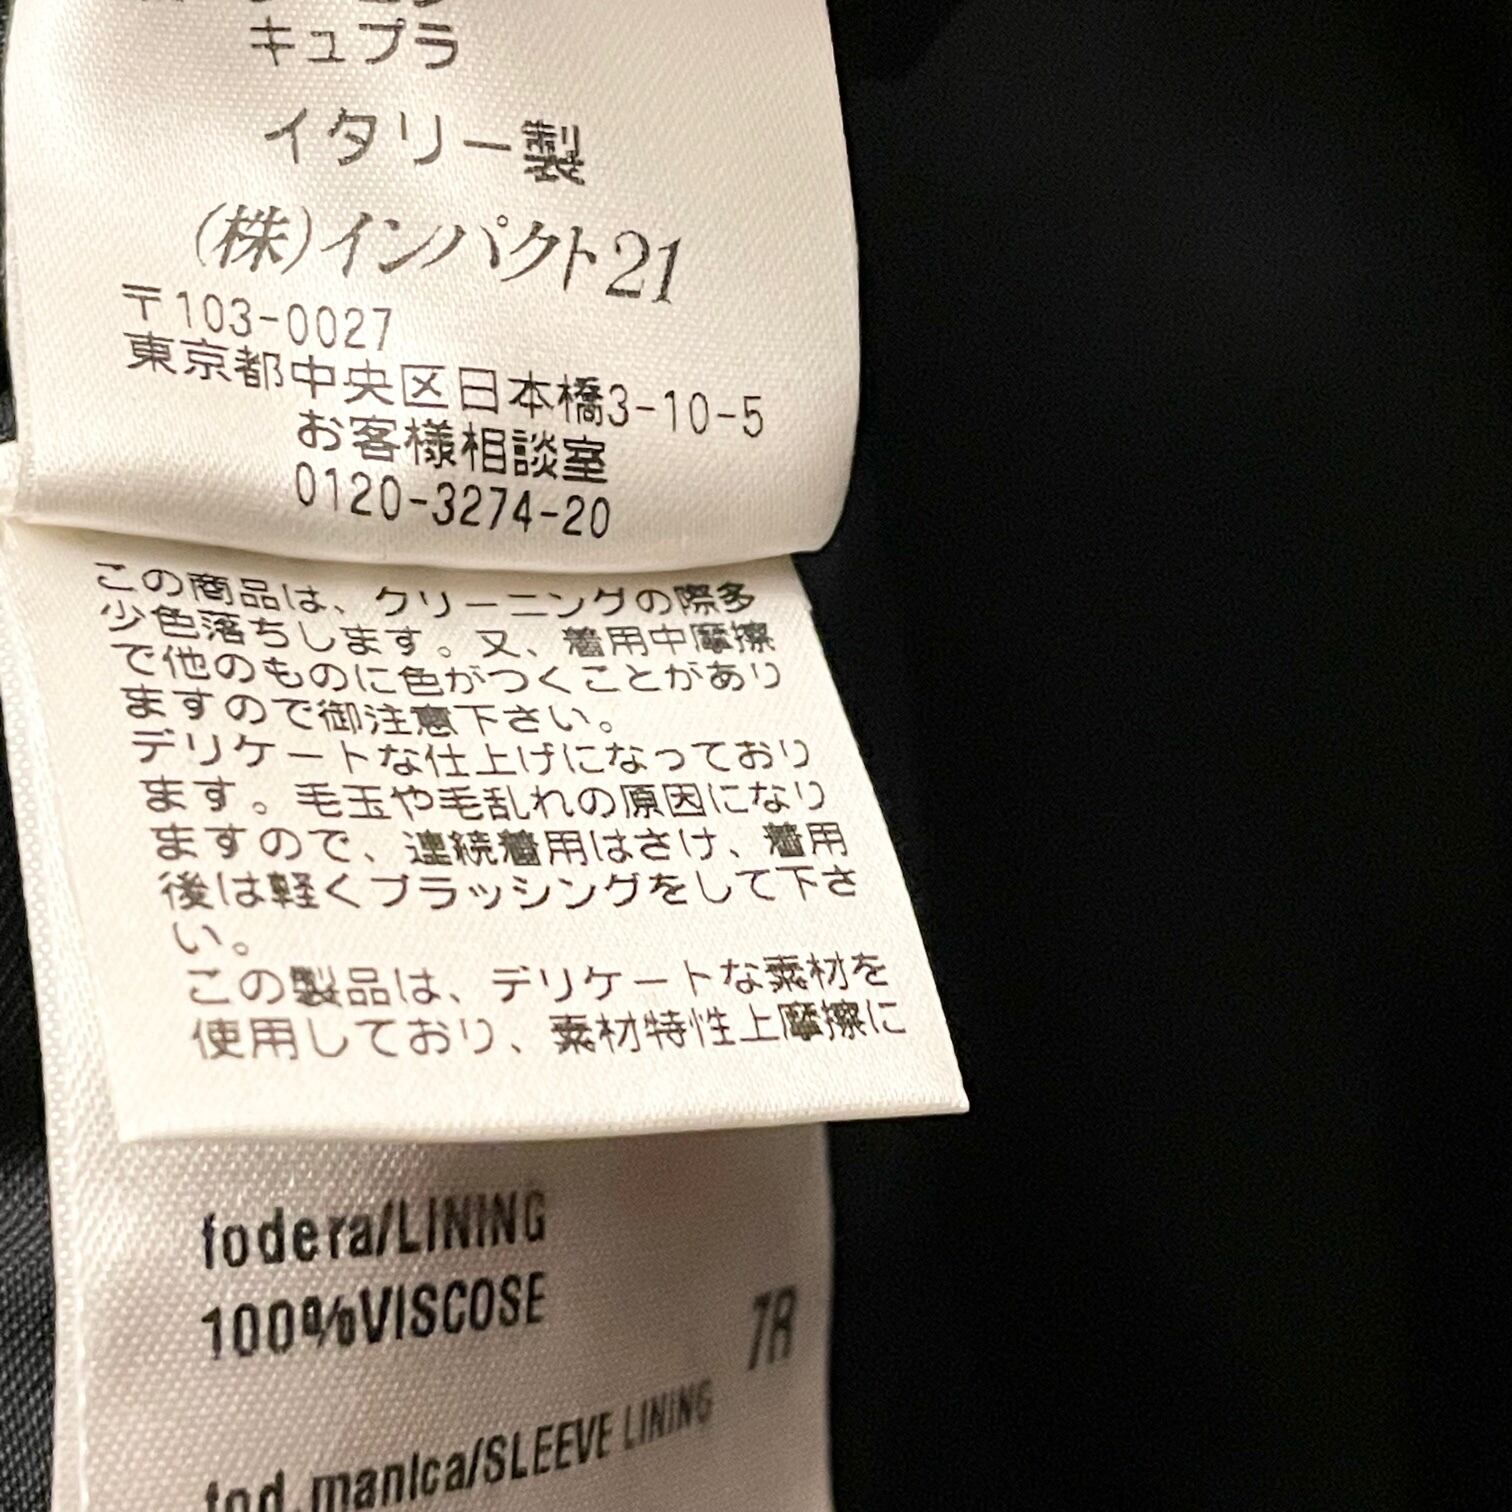 キュプラ
イタリー製
(株)インパクト21
〒103-0027
東京都中央区日本橋3-10-5
お客様相談室
0120-3274-20
この商品は、クリーニングの際多
少色落ちします。又、着用中摩擦
で他のものに色がつくことがあり
ますので御注意下さい。
デリケートな仕上げになっており
ます。毛玉や毛乱れの原因になり
ますので、連続着用はさけ、着用
後は軽くブラッシングをして下さ
い。
この製品は、デリケートな素材を
使用しており、素材特性上摩擦に
fodera/LINING
100%VISCOSE
7R
fod.manica/SLEEVE LINING